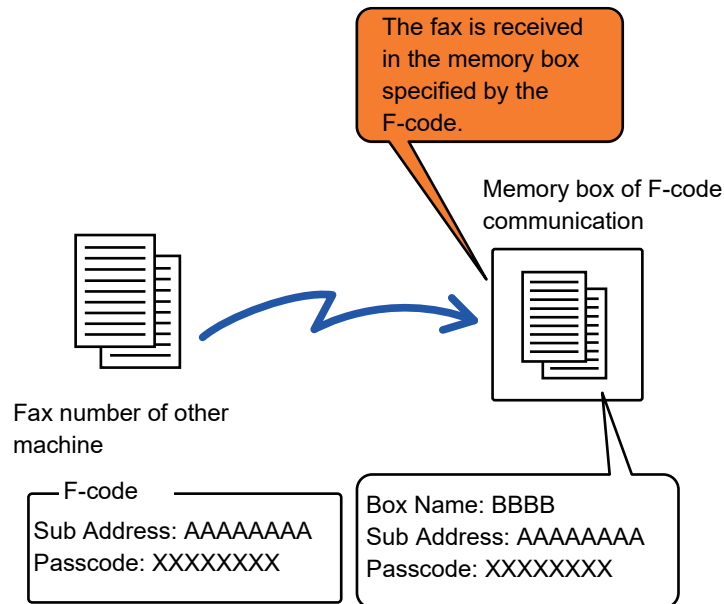 The fax is received
in the memory box
specified by the
F-code.
Memory box of F-code
communication
Fax number of other
machine
F-code
Sub Address: AAAAAAAA
Passcode: XXXXXXXX
Box Name: BBBB
Sub Address: AAAAAAAA
Passcode: XXXXXXXX